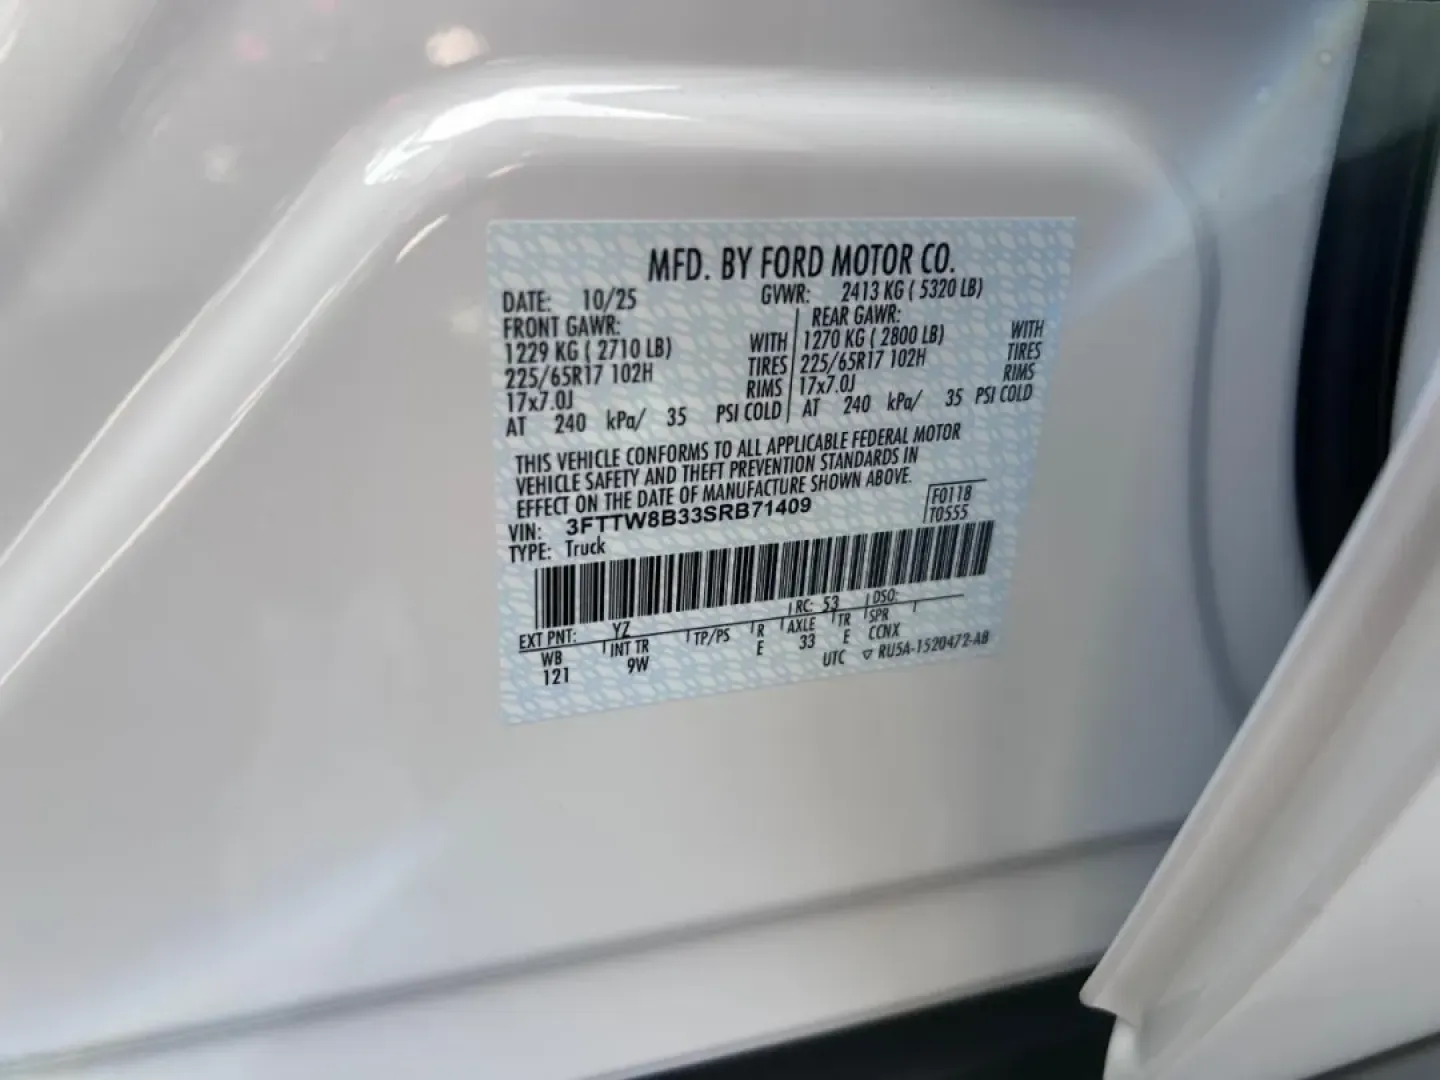 MFD. BY FORD MOTOR CO.
DATE: 10/25 GVWR: 2413 KG ( 5320 LB)
FRONT GAWR: REAR GAWR:
1229 KG ( 2710 LB) WITH 1270 KG ( 2800 LB) WITH
225/65R17 102H TIRES 225/65R17 102H TIRES
17x7.0J RIMS 17x7.0J RIMS
AT 240 kPa/ 35 PSI COLD AT 240 kPa/ 35 PSI COLD
THIS VEHICLE CONFORMS TO ALL APPLICABLE FEDERAL MOTOR
VEHICLE SAFETY AND THEFT PREVENTION STANDARDS IN
EFFECT ON THE DATE OF MANUFACTURE SHOWN ABOVE.
VIN: 3FTTW8B33SRB71409 F0118
TYPE: Truck T0555
EXT PNT: YZ RC: 53 DSO:
WB INT TR TP/PS R AXLE TR SPR
121 9W E 33 E CCNX
UTC ▽ RU5A-1520472-AB